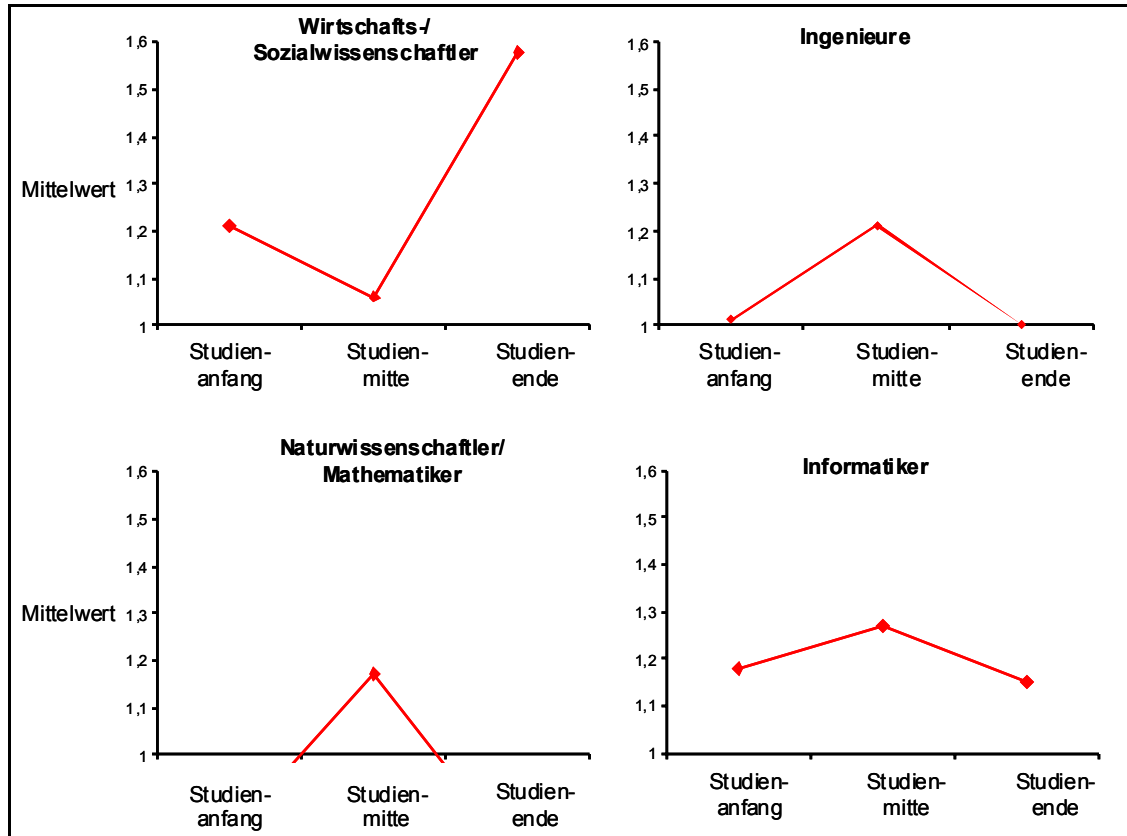 Wirtschafts-/
Sozialwissenschaftler
1,6
1,5
1,4
1,3
1,2
1,1
1
Mittelwert
Studien-
anfang
Studien-
mitte
Studien-
ende
Ingenieure
1,6
1,5
1,4
1,3
1,2
1,1
1
Studien-
anfang
Studien-
mitte
Studien-
ende
Naturwissenschaftler/
Mathematiker
1,6
1,5
1,4
1,3
1,2
1,1
1
Mittelwert
Studien-
anfang
Studien-
mitte
Studien-
ende
Informatiker
1,6
1,5
1,4
1,3
1,2
1,1
1
Studien-
anfang
Studien-
mitte
Studien-
ende